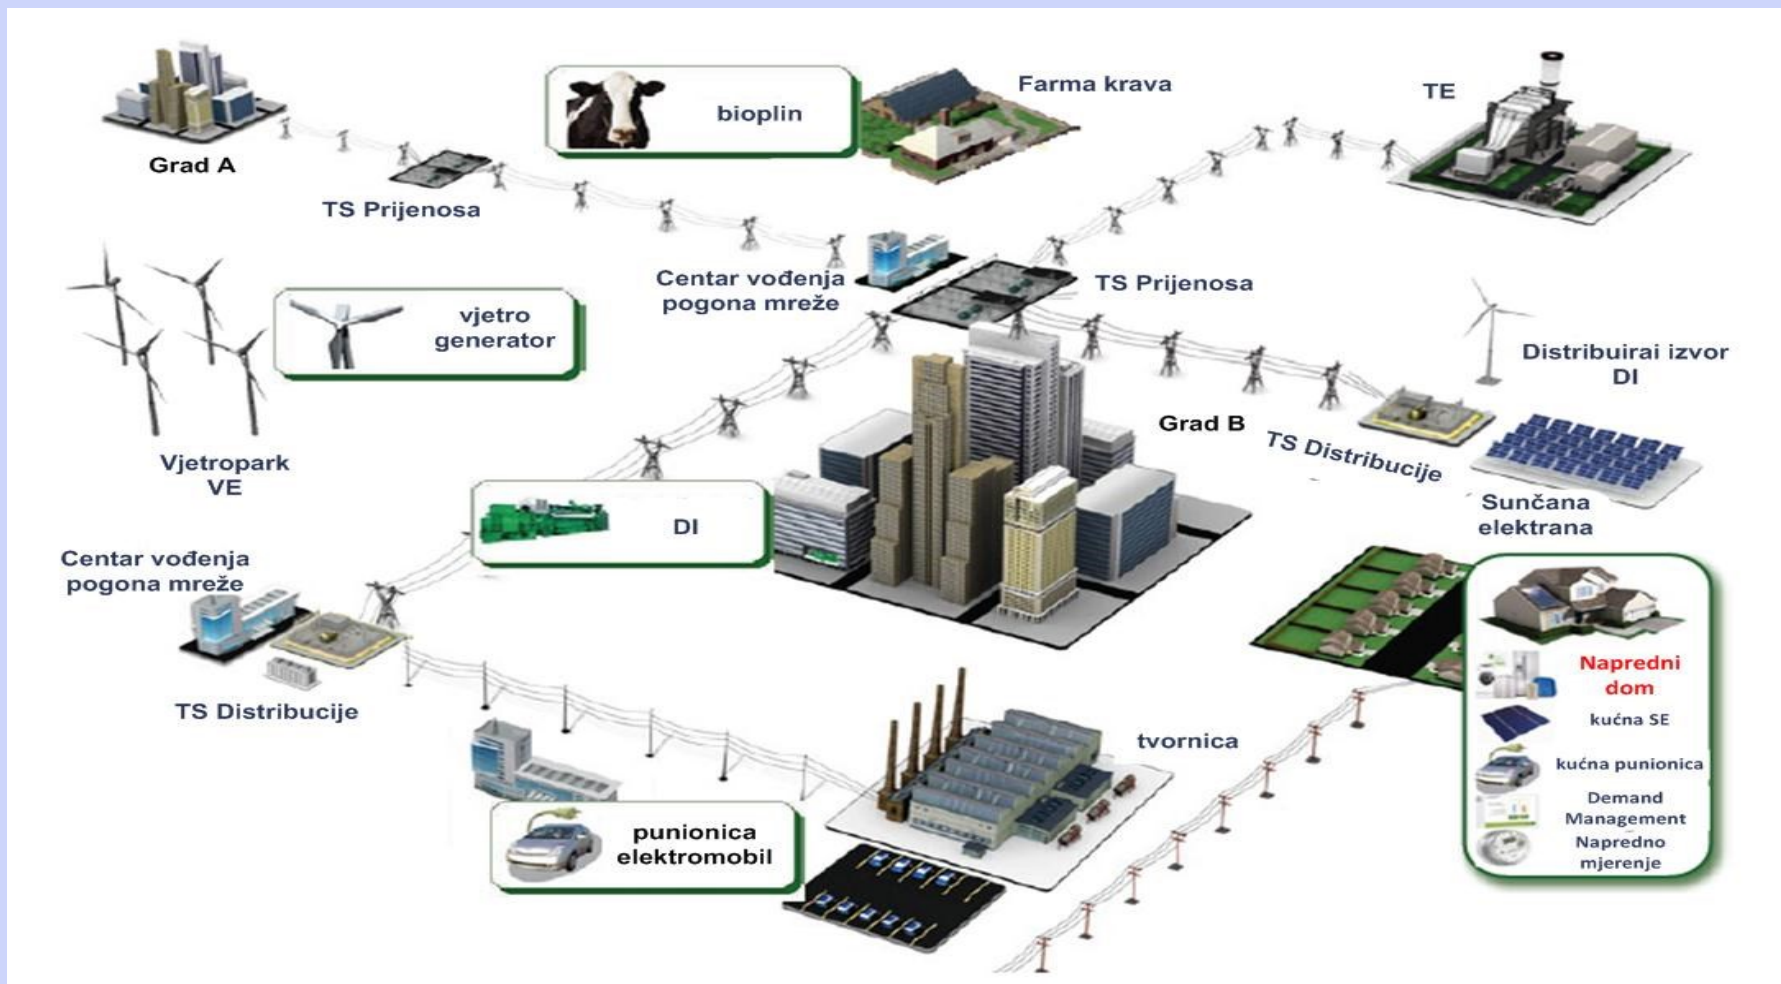 Grad A
TS Prijenosa
bioplin
Farma krava
TE
Centar vođenja
pogona mreže
TS Prijenosa
vjetro
generator
Vjetropark
VE
Distribuirai izvor
DI
Grad B
TS Distribucije
Sunčana
elektrana
DI
Centar vođenja
pogona mreže
TS Distribucije
tvornica
punionica
elektromobil
Napredni
dom
kućna SE
kućna punionica
Demand
Management
Napredno
mjerenje